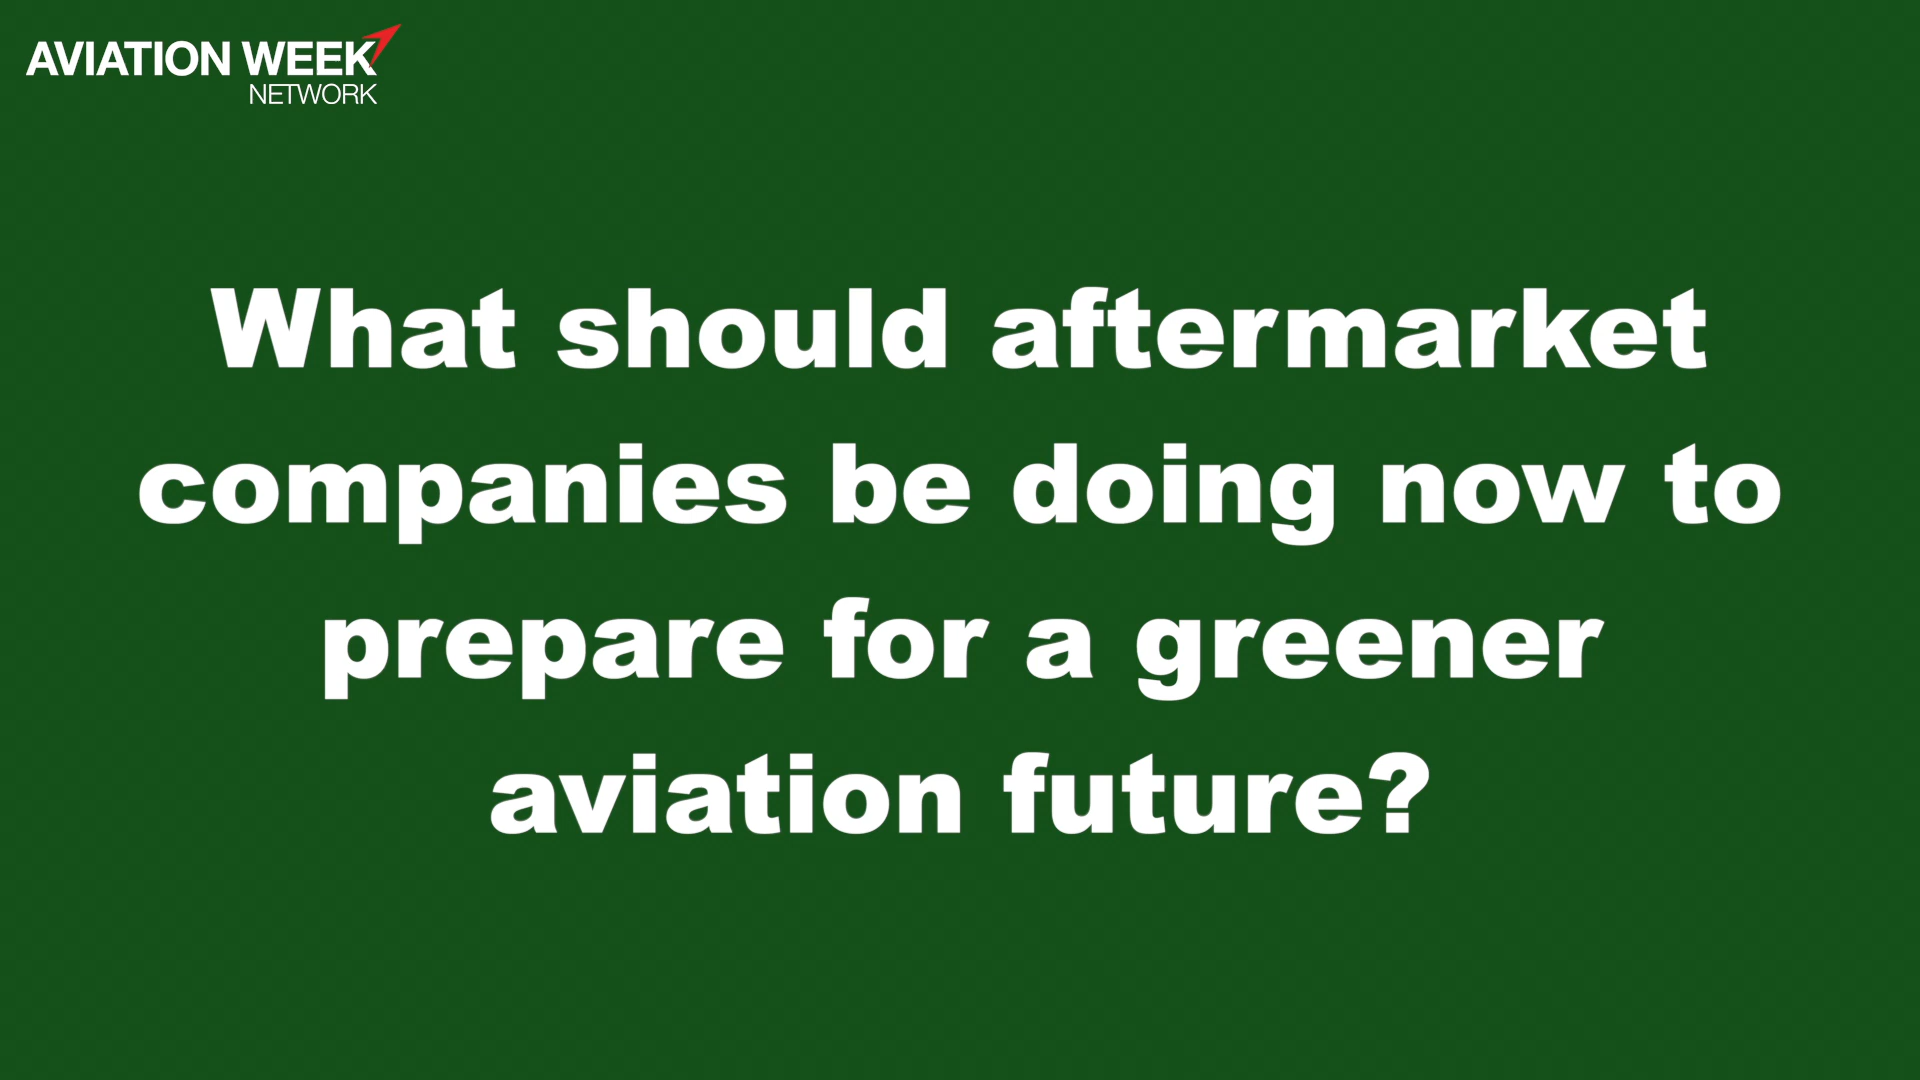 AVIATION WEEK
NETWORK
What should aftermarket
companies be doing now to
prepare for a greener
aviation future?